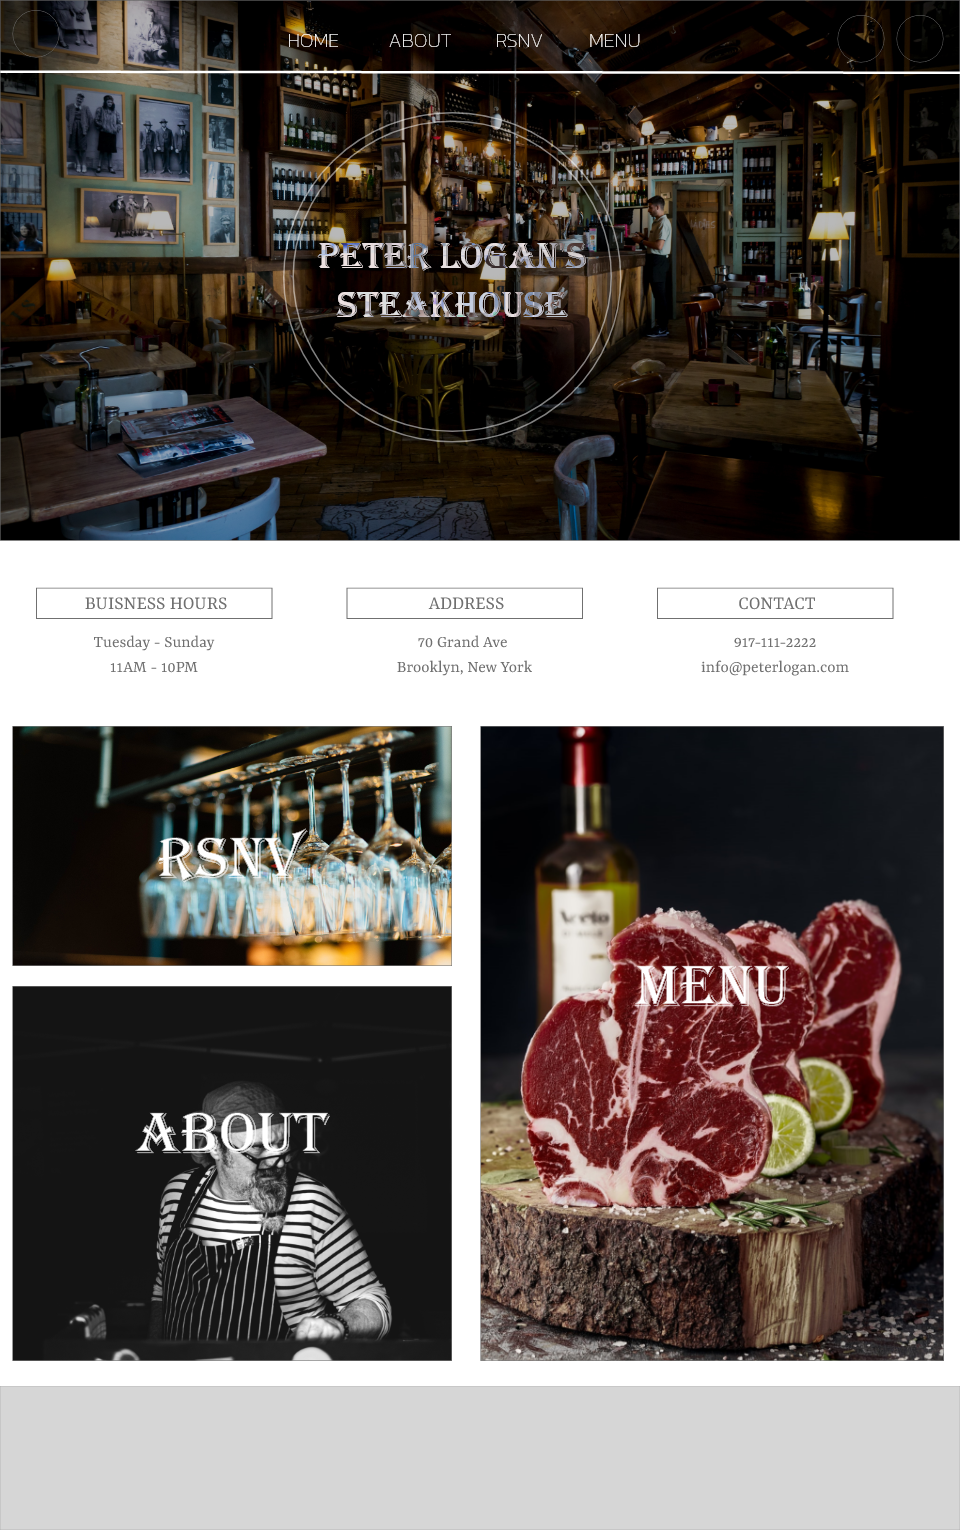 HOME ABOUT RSNV MENU
PETER LOGAN'S
STEAKHOUSE
BUISNESS HOURS
Tuesday - Sunday
11AM - 10PM
ADDRESS
70 Grand Ave
Brooklyn, New York
CONTACT
917-111-2222
info@peterlogan.com
RSNV
MENU
ABOUT